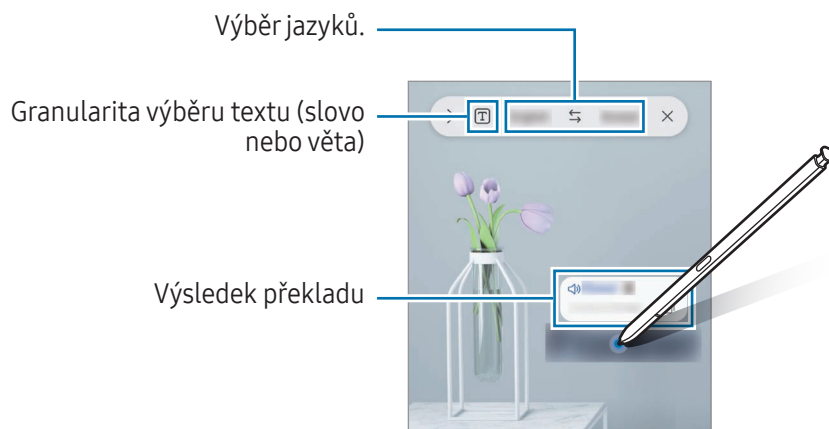 Výběr jazyků.
Granularita výběru textu (slovo
nebo věta)
T
Výsledek překladu